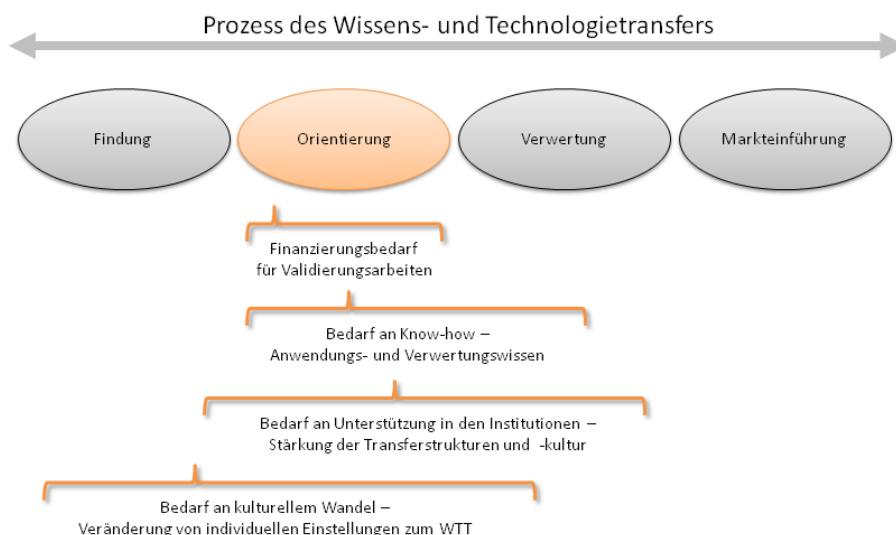 Prozess des Wissens- und Technologietransfers
Findung
Orientierung
Verwertung
Markteinführung
Finanzierungsbedarf
für Validierungsarbeiten
Bedarf an Know-how –
Anwendungs- und Verwertungswissen
Bedarf an Unterstützung in den Institutionen –
Stärkung der Transferstrukturen und -kultur
Bedarf an kulturellem Wandel –
Veränderung von individuellen Einstellungen zum WTT